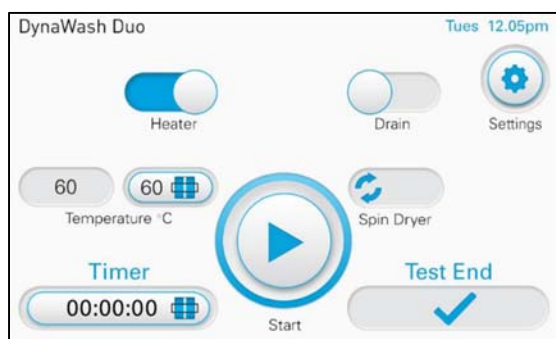 DynaWash Duo
Tues 12.05pm
Heater
Drain
Settings
60
60
Temperature °C
Spin Dryer
Timer
Test End
00:00:00
Start